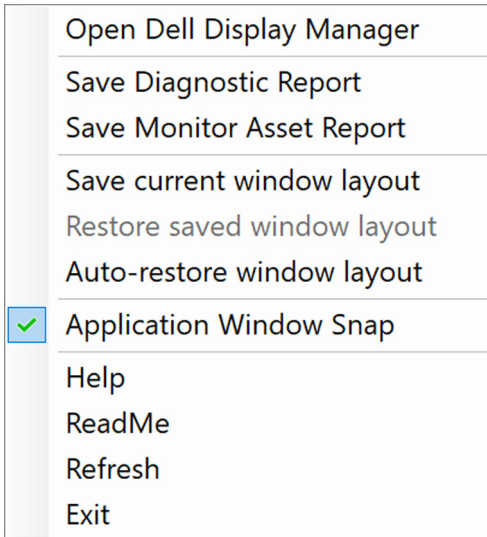 Open Dell Display Manager
Save Diagnostic Report
Save Monitor Asset Report
Save current window layout
Restore saved window layout
Auto-restore window layout
Application Window Snap
Help
ReadMe
Refresh
Exit